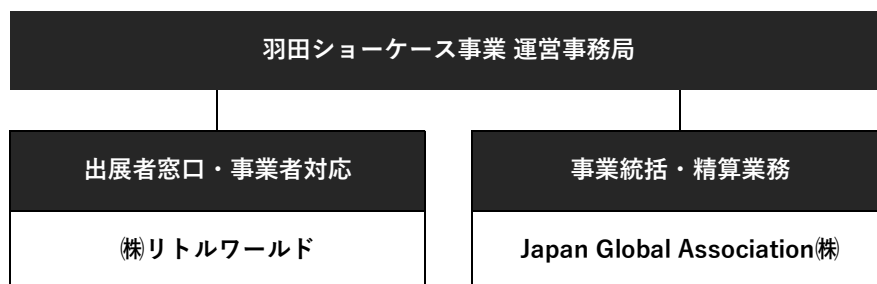 羽田ショーケース事業 運営事務局
出展者窓口・事業者対応
事業統括・精算業務
㈱リトルワールド
Japan Global Association㈱